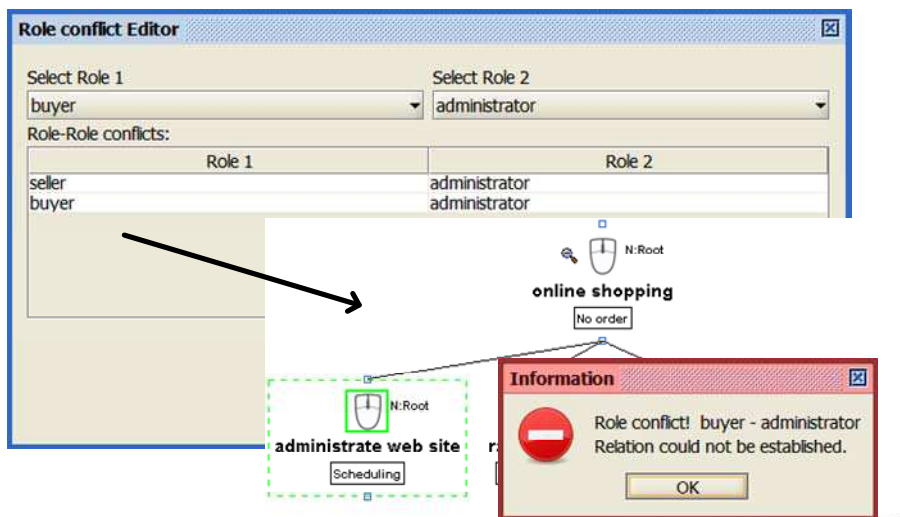 Role conflict Editor
Select Role 1
Select Role 2
buyer
administrator
Role-Role conflicts:
Role 1
Role 2
seller
administrator
buyer
administrator
N:Root
online shopping
No order
N:Root
administrate web site
Scheduling
r
Information
Role conflict! buyer - administrator
Relation could not be established.
OK